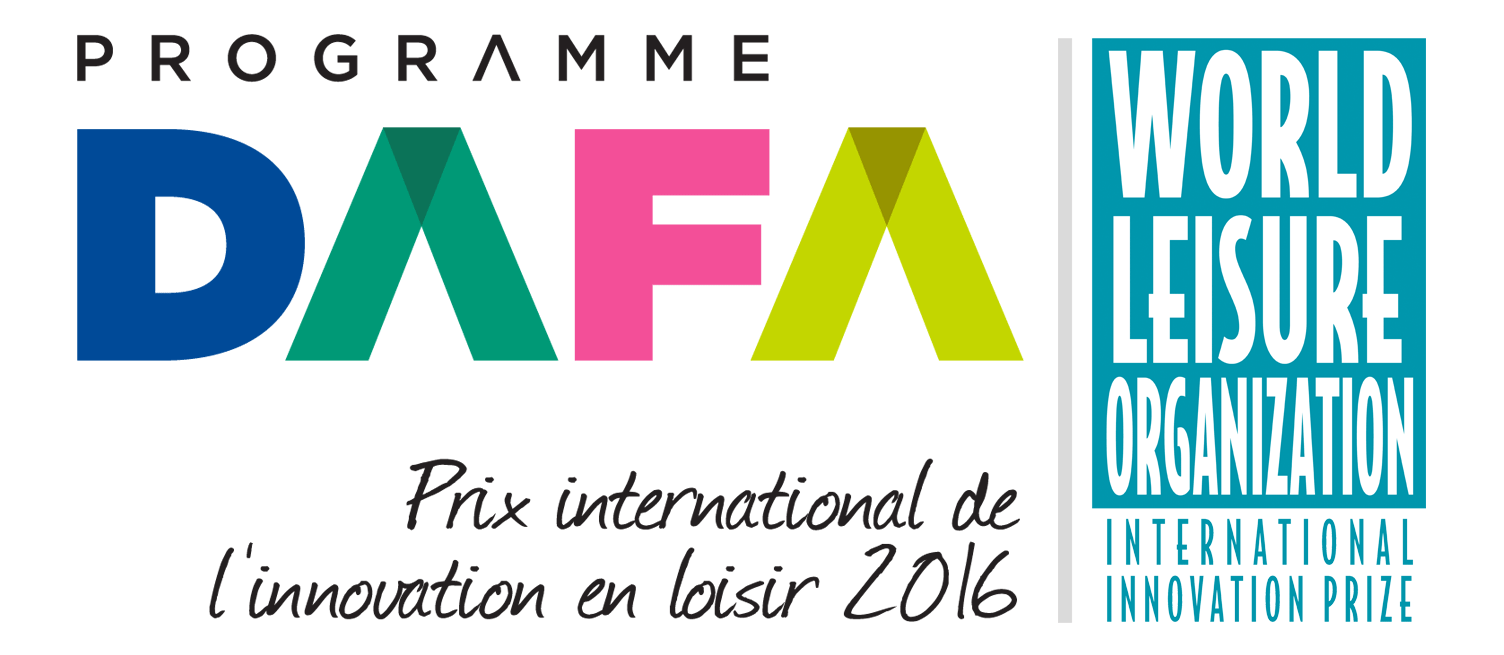 PROGRAMME
DAFA
Prix international de
l'innovation en loisir 2016
WORLD
LEISURE
ORGANIZATION
INTERNATIONAL
INNOVATION PRIZE